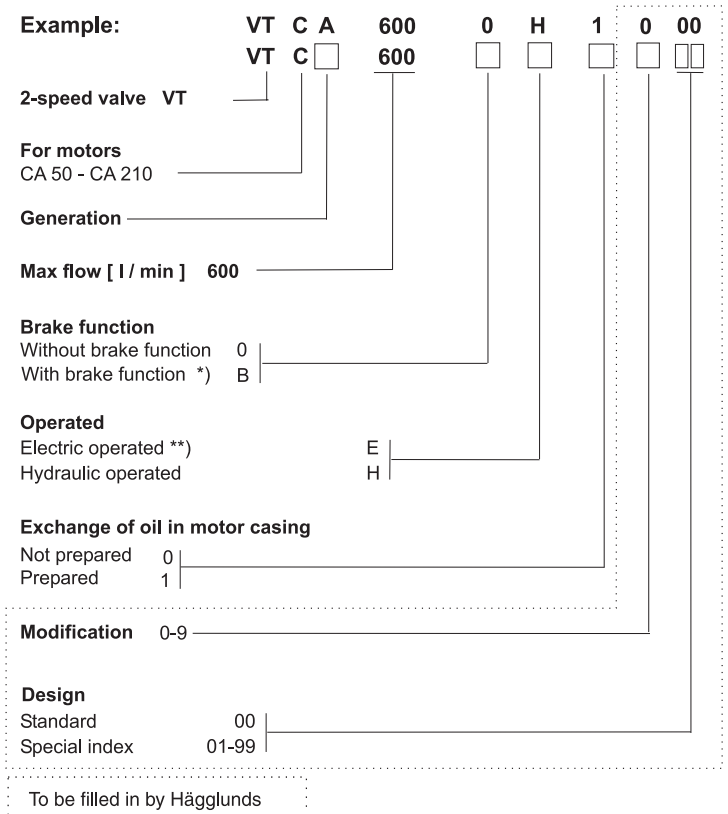 Example: VT C A 600 0 H 1 0 00
VT C 600
2-speed valve VT
For motors
CA 50 - CA 210
Generation
Max flow [ l / min ] 600
Brake function
Without brake function 0
With brake function *) B
Operated
Electric operated **) E
Hydraulic operated H
Exchange of oil in motor casing
Not prepared 0
Prepared 1
Modification 0-9
Design
Standard 00
Special index 01-99
To be filled in by Hägglunds